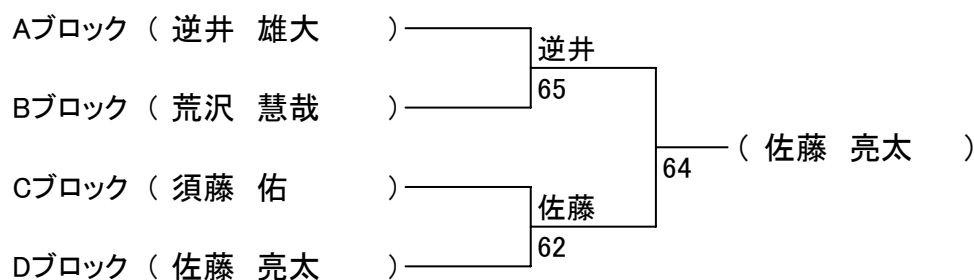 Aブロック ( 逆井 雄大 )
逆井
65
Bブロック ( 荒沢 慧哉 )
( 佐藤 亮太 )
64
Cブロック ( 須藤 佑 )
佐藤
62
Dブロック ( 佐藤 亮太 )